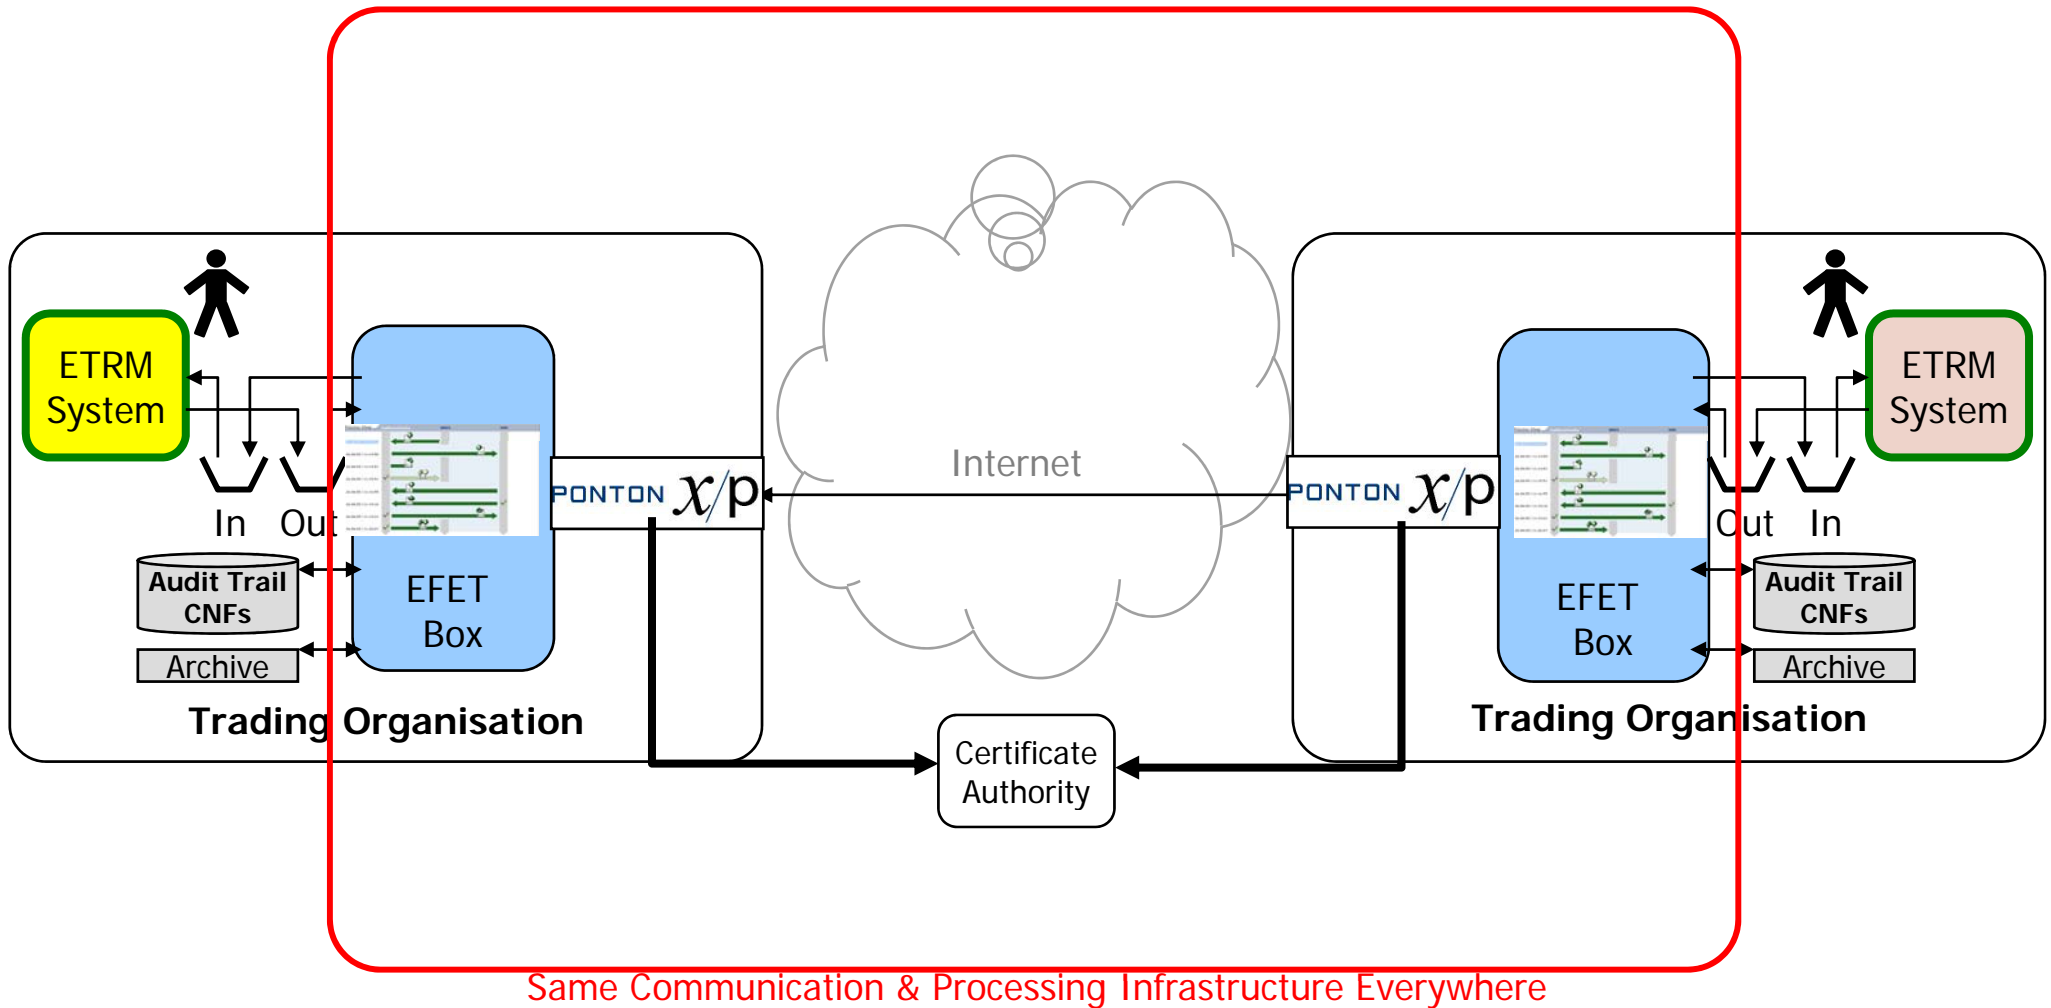 ETRM
System
In
Out
Audit Trail
CNFs
Archive
EFET
Box
PONTON x/p
Trading Organisation
Internet
Certificate
Authority
PONTON x/p
EFET
Box
ETRM
System
Out
In
Audit Trail
CNFs
Archive
Trading Organisation
Same Communication & Processing Infrastructure Everywhere